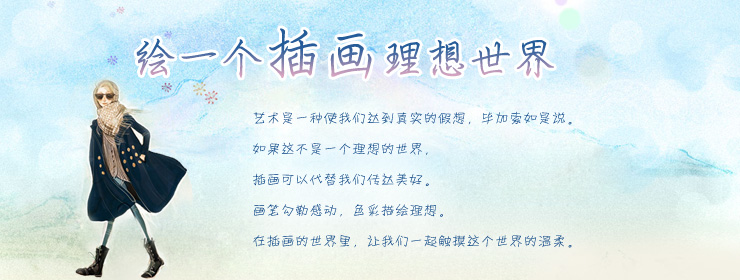 绘一个插画理想世界
艺术是一种使我们达到真实的假想，毕加索如是说。
如果这不是一个理想的世界，
插画可以代替我们传达美好。
画笔勾勒感动，色彩描绘理想。
在插画的世界里，让我们一起触摸这个世界的温柔。